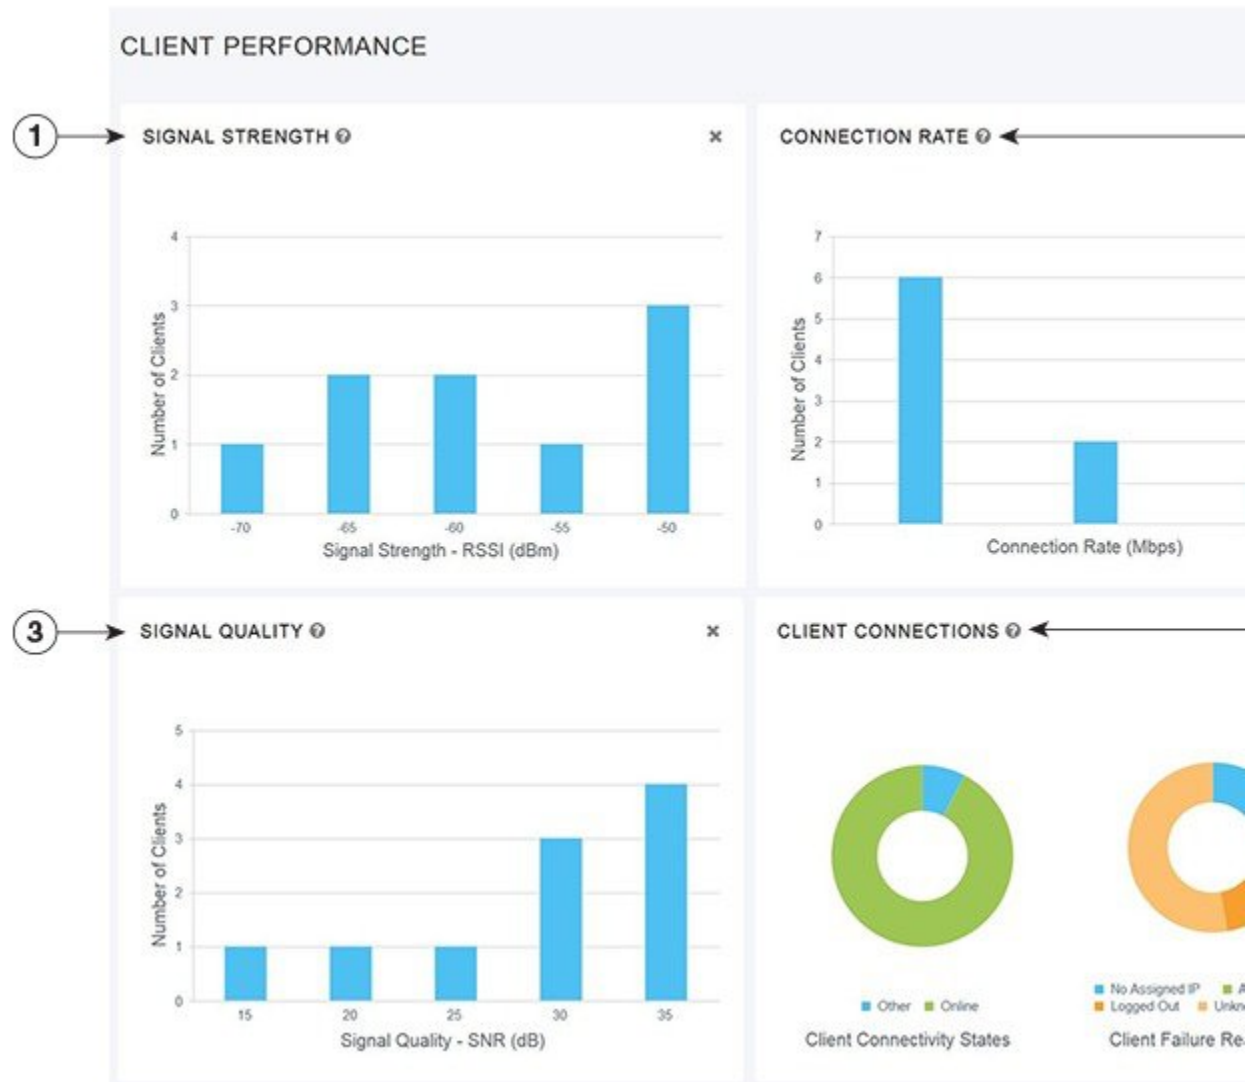 CLIENT PERFORMANCE
1
SIGNAL STRENGTH
CONNECTION RATE
4
3
2
1
0
Number of Clients
-70 -65 -60 -55 -50
Signal Strength - RSSI (dBm)
7
6
5
4
3
2
1
0
Number of Clients
Connection Rate (Mbps)
3
SIGNAL QUALITY
CLIENT CONNECTIONS
5
4
3
2
1
0
Number of Clients
15 20 25 30 35
Signal Quality - SNR (dB)
Other Online
Client Connectivity States
No Assigned IP A
Logged Out Unkn
Client Failure Re